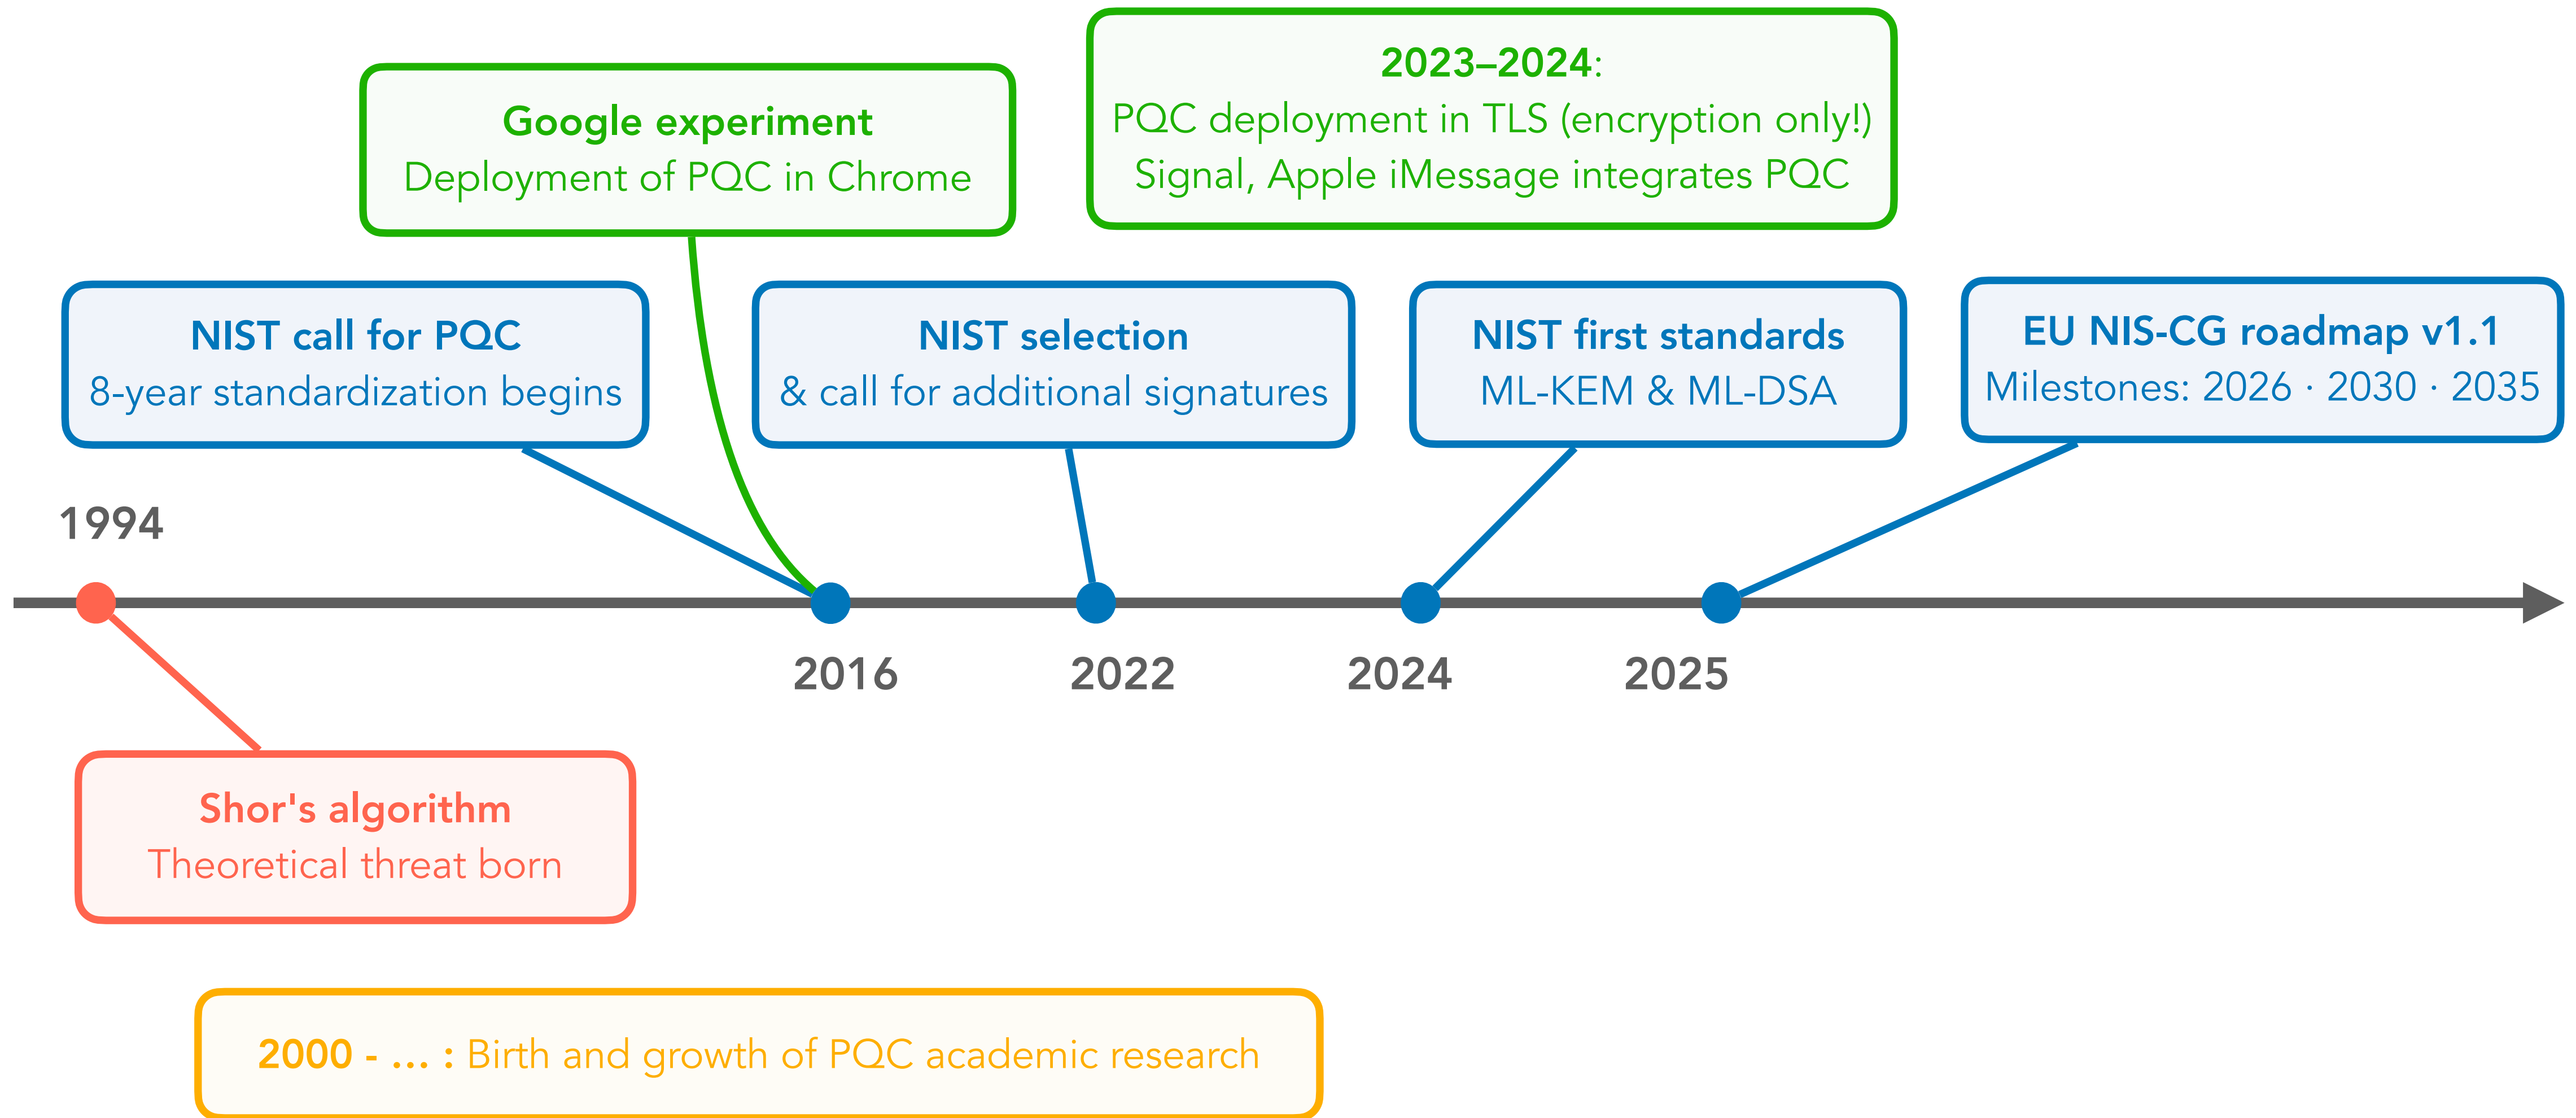 2023–2024:
PQC deployment in TLS (encryption only!)
Signal, Apple iMessage integrates PQC
Google experiment
Deployment of PQC in Chrome
NIST call for PQC
8-year standardization begins
NIST selection
& call for additional signatures
NIST first standards
ML-KEM & ML-DSA
EU NIS-CG roadmap v1.1
Milestones: 2026 · 2030 · 2035
1994
2016
2022
2024
2025
Shor's algorithm
Theoretical threat born
2000 - ... : Birth and growth of PQC academic research